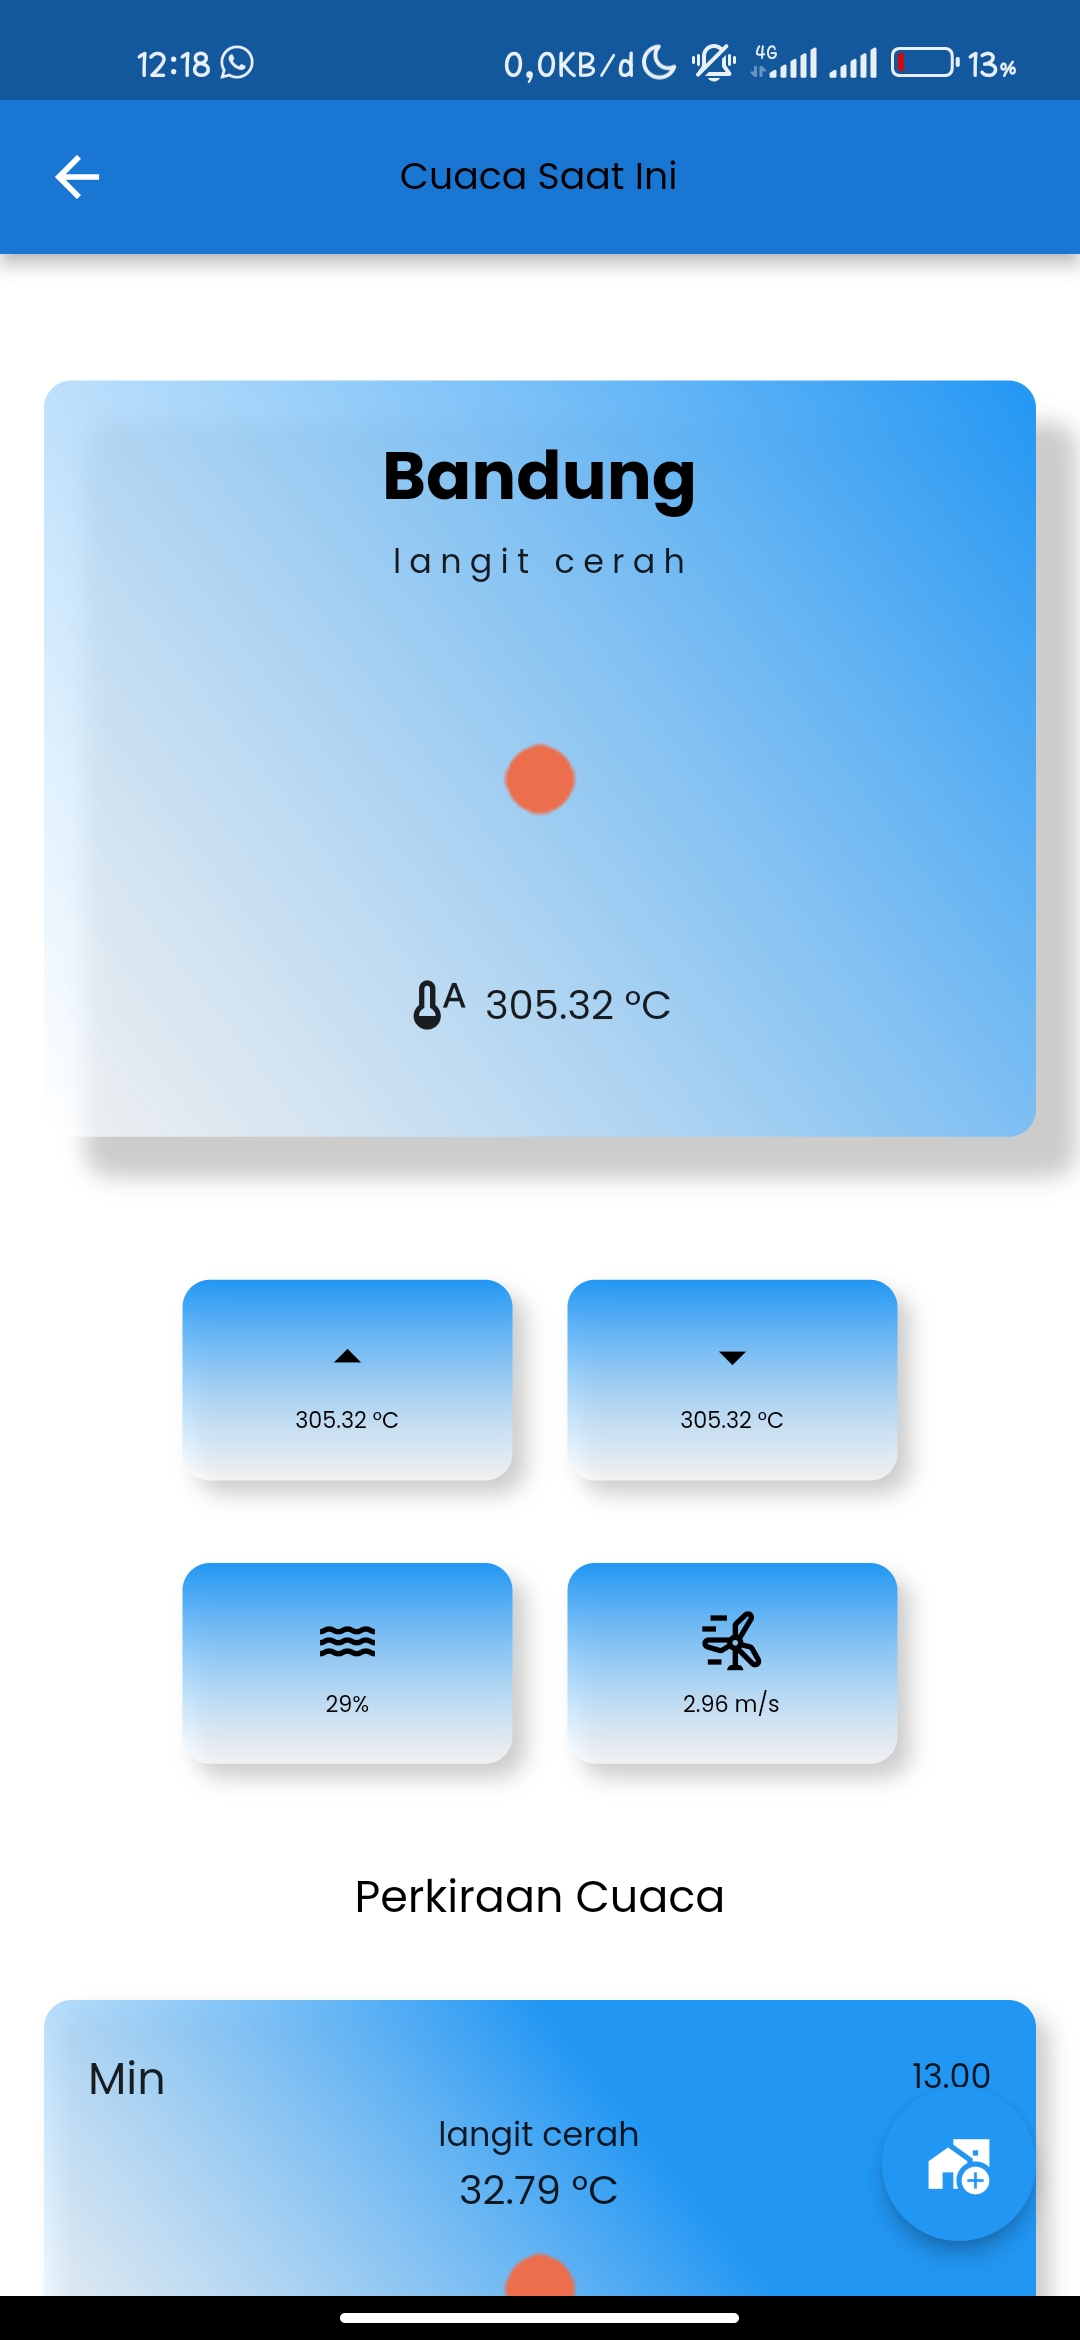 12:18 0,0KB/d 4G 13%
Cuaca Saat Ini
Bandung
langit cerah
A 305.32 °C
305.32 °C 305.32 °C
29% 2.96 m/s
Perkiraan Cuaca
Min 13.00
langit cerah
32.79 °C